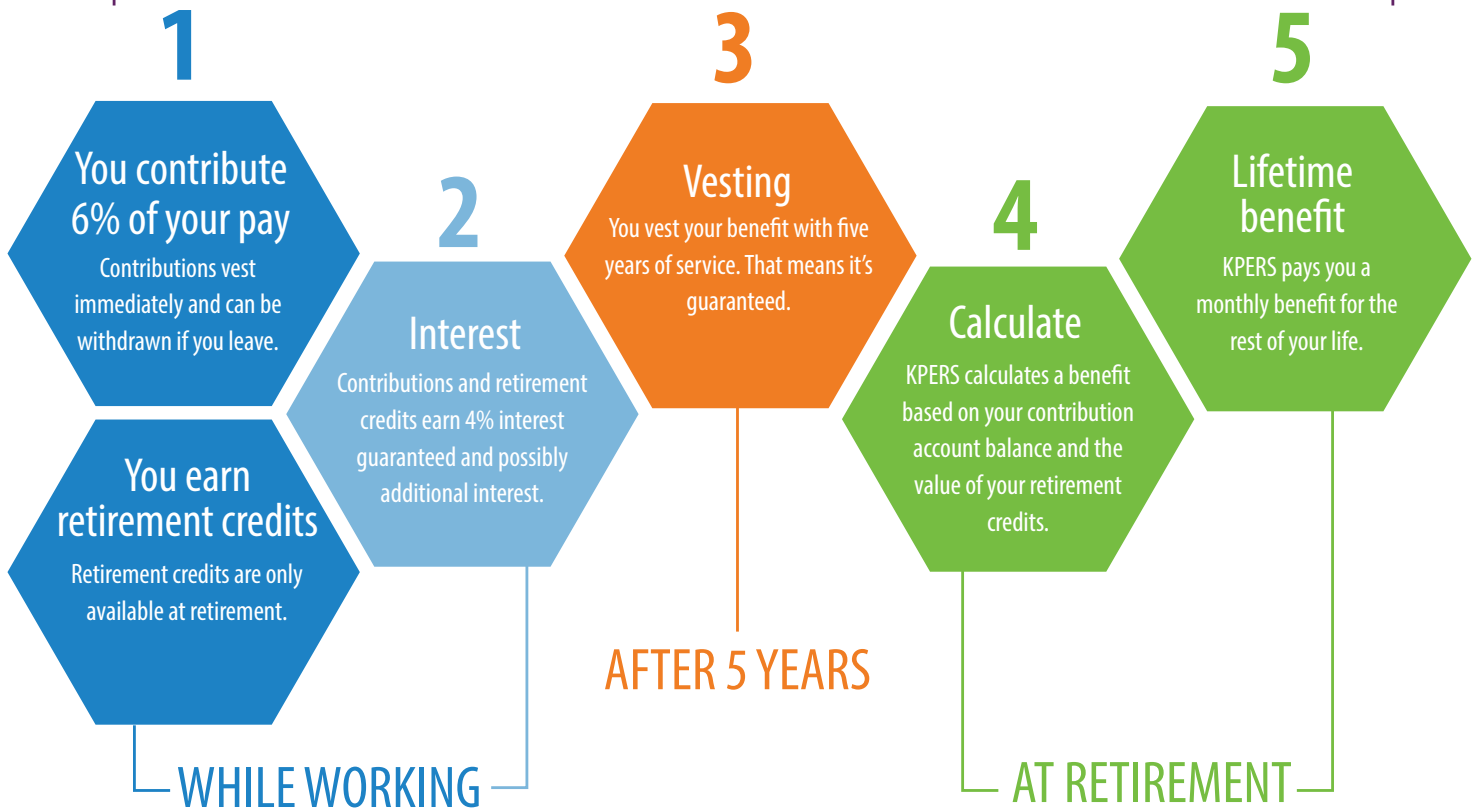 1
You contribute
6% of your pay
Contributions vest
immediately and can be
withdrawn if you leave.
You earn
retirement credits
Retirement credits are only
available at retirement.
2
Interest
Contributions and retirement
credits earn 4% interest
guaranteed and possibly
additional interest.
WHILE WORKING
3
Vesting
You vest your benefit with five
years of service. That means it's
guaranteed.
AFTER 5 YEARS
4
Calculate
KPERS calculates a benefit
based on your contribution
account balance and the
value of your retirement
credits.
5
Lifetime
benefit
KPERS pays you a
monthly benefit for the
rest of your life.
AT RETIREMENT